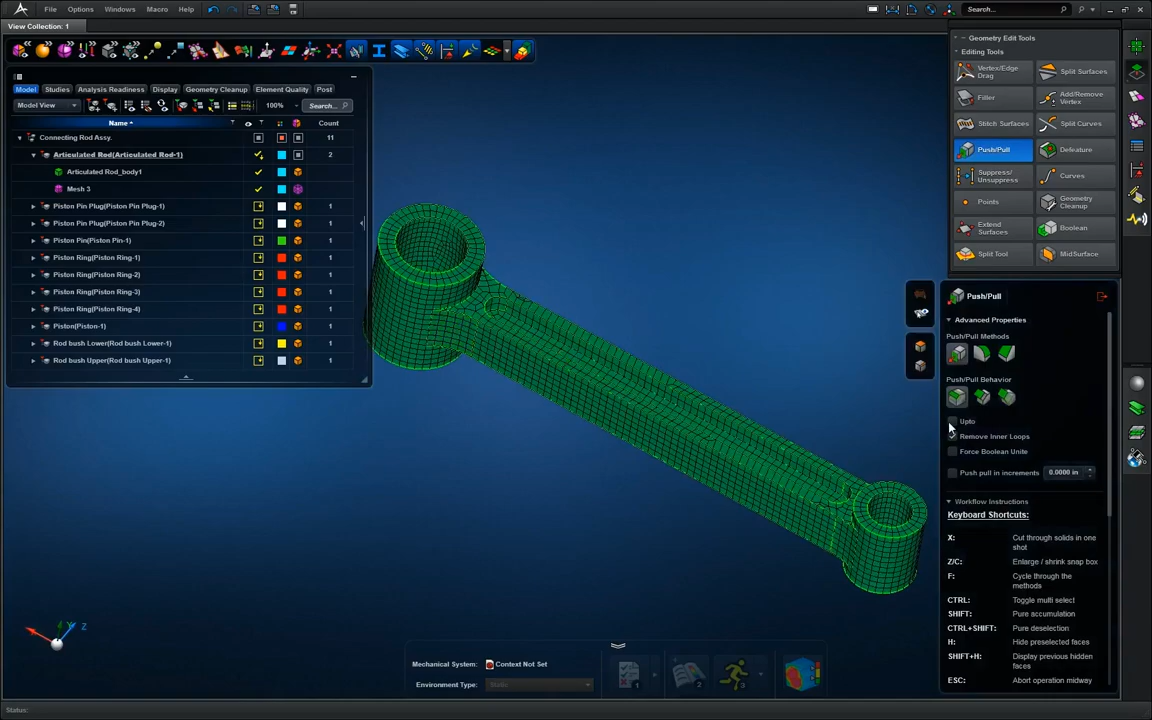 File Options Windows Macro Help
Search...
View Collection: 1
Model Studies Analysis Readiness Display Geometry Cleanup Element Quality Post
Model View 100% Search...
Name Count
Connecting Rod Assy. 11
Articulated Rod(Articulated Rod-1) 2
Articulated Rod_body1
Mesh 3
Piston Pin Plug(Piston Pin Plug-1) 1
Piston Pin Plug(Piston Pin Plug-2) 1
Piston Pin(Piston Pin-1) 1
Piston Ring(Piston Ring-1) 1
Piston Ring(Piston Ring-2) 1
Piston Ring(Piston Ring-3) 1
Piston Ring(Piston Ring-4) 1
Piston(Piston-1) 1
Rod bush Lower(Rod bush Lower-1) 1
Rod bush Upper(Rod bush Upper-1) 1
Geometry Edit Tools
Editing Tools
Vertex/Edge Drag
Split Surfaces
Filler
Add/Remove Vertex
Stitch Surfaces
Split Curves
Push/Pull
Defeature
Suppress/ Unsuppress
Curves
Points
Geometry Cleanup
Extend Surfaces
Boolean
Split Tool
MidSurface
Push/Pull
Advanced Properties
Push/Pull Methods
Push/Pull Behavior
Upto
Remove Inner Loops
Force Boolean Unite
Push pull in increments 0.0000 in
Workflow Instructions
Keyboard Shortcuts:
X: Cut through solids in one shot
Z/C: Enlarge / shrink snap box
F: Cycle through the methods
CTRL: Toggle multi select
SHIFT: Pure accumulation
CTRL+SHIFT: Pure deselection
H: Hide preselected faces
SHIFT+H: Display previous hidden faces
ESC: Abort operation midway
Y Z
Mechanical System: Context Not Set
Environment Type: Static
1 2 3
Status: